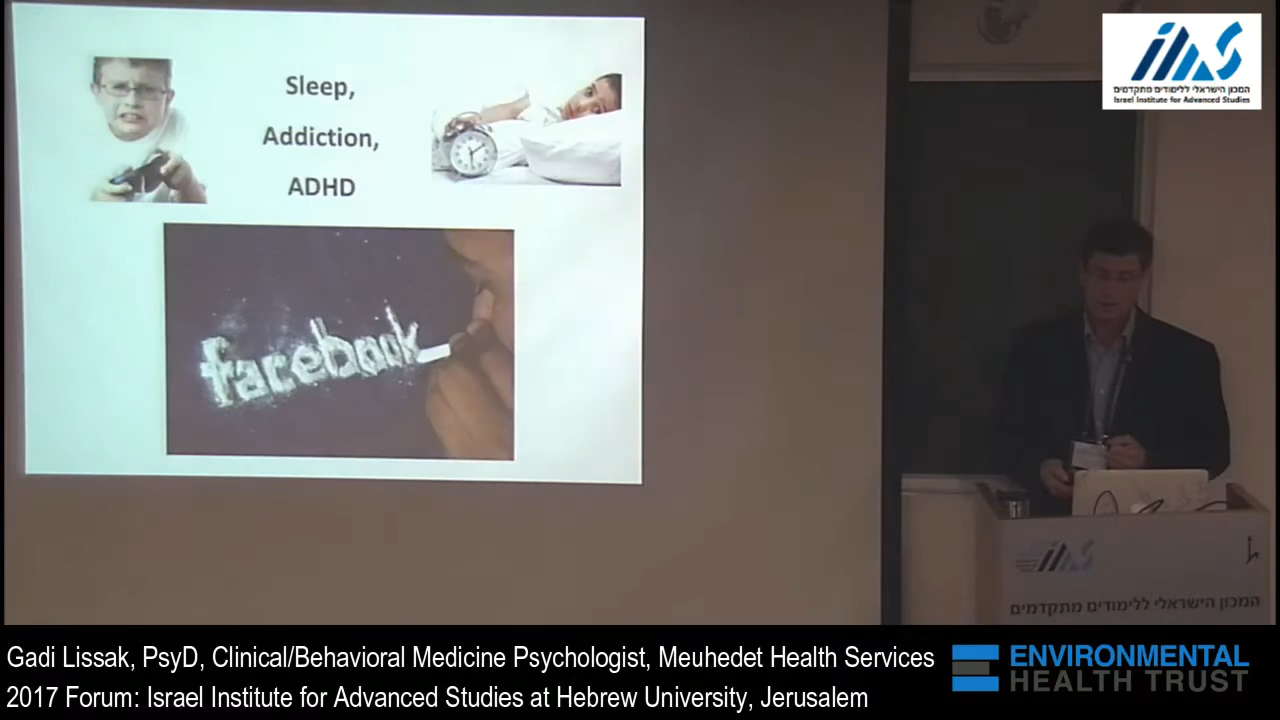 Sleep,
Addiction,
ADHD
facebook
המכון הישראלי ללימודים מתקדמים
Israel Institute for Advanced Studies
המכון הישראלי ללימודים מתקדמים
Gadi Lissak, PsyD, Clinical/Behavioral Medicine Psychologist, Meuhedet Health Services
2017 Forum: Israel Institute for Advanced Studies at Hebrew University, Jerusalem
ENVIRONMENTAL
HEALTH TRUST